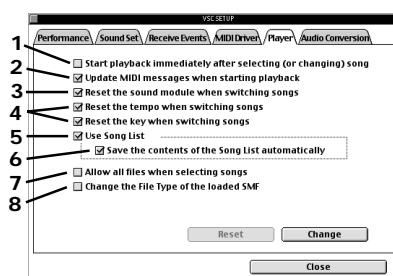 VSC SETUP
Performance Sound Set Receive Events MIDI Driver Player Audio Conversion
1 Start playback immediately after selecting (or changing) song
2 Update MIDI messages when starting playback
3 Reset the sound module when switching songs
4 Reset the tempo when switching songs
Reset the key when switching songs
5 Use Song List
6 Save the contents of the Song List automatically
7 Allow all files when selecting songs
8 Change the File Type of the loaded SMF
Reset Change
Close